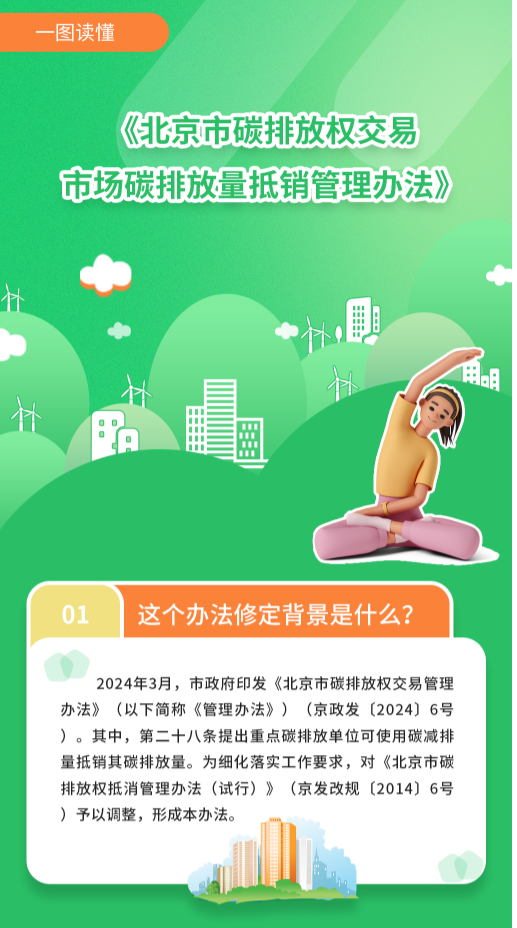 一图读懂
《北京市碳排放权交易
市场碳排放量抵销管理办法》
01
这个办法修定背景是什么？
2024年3月，市政府印发《北京市碳排放权交易管理
办法》（以下简称《管理办法》）（京政发〔2024〕6号
）。其中，第二十八条提出重点碳排放单位可使用碳减排
量抵销其碳排放量。为细化落实工作要求，对《北京市碳
排放权抵消管理办法（试行）》（京发改规〔2014〕6号
）予以调整，形成本办法。